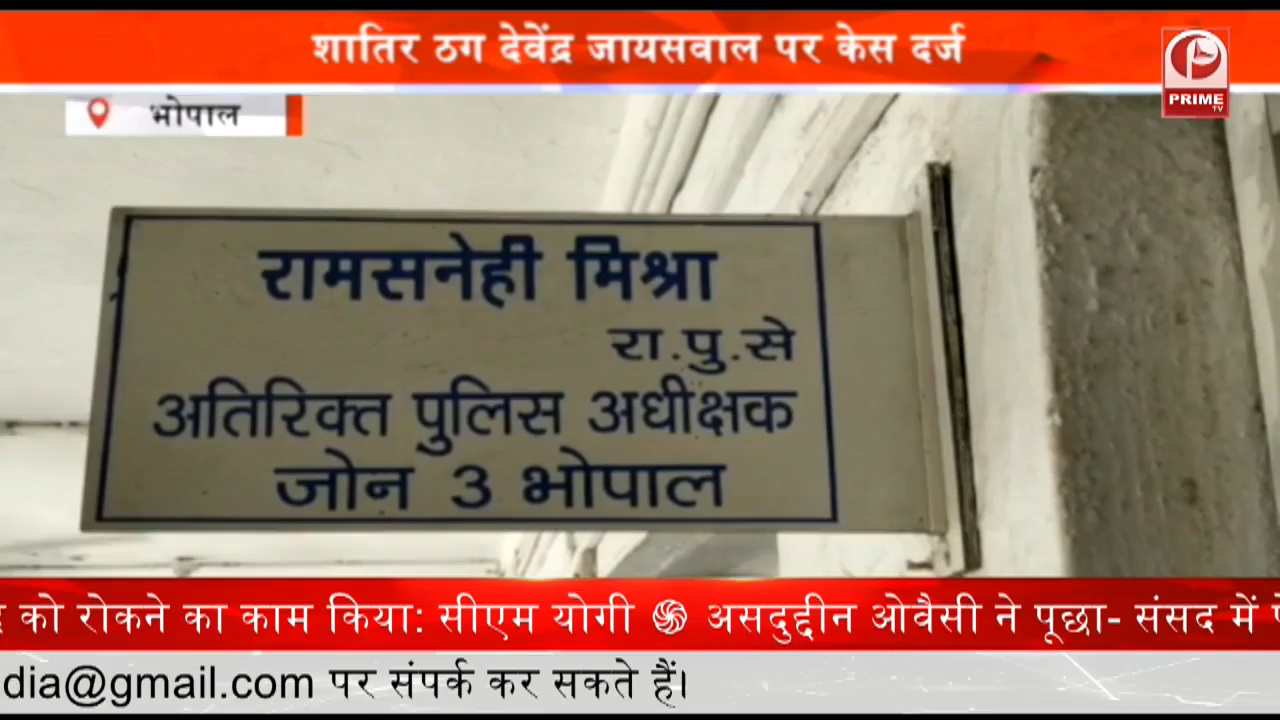 शातिर ठग देवेंद्र जायसवाल पर केस दर्ज
PRIME
TV
भोपाल
रामसनेही मिश्रा
रा.पु.से
अतिरिक्त पुलिस अधीक्षक
जोन 3 भोपाल
को रोकने का काम किया: सीएम योगी असदुद्दीन ओवैसी ने पूछा- संसद में
dia@gmail.com पर संपर्क कर सकते हैं।